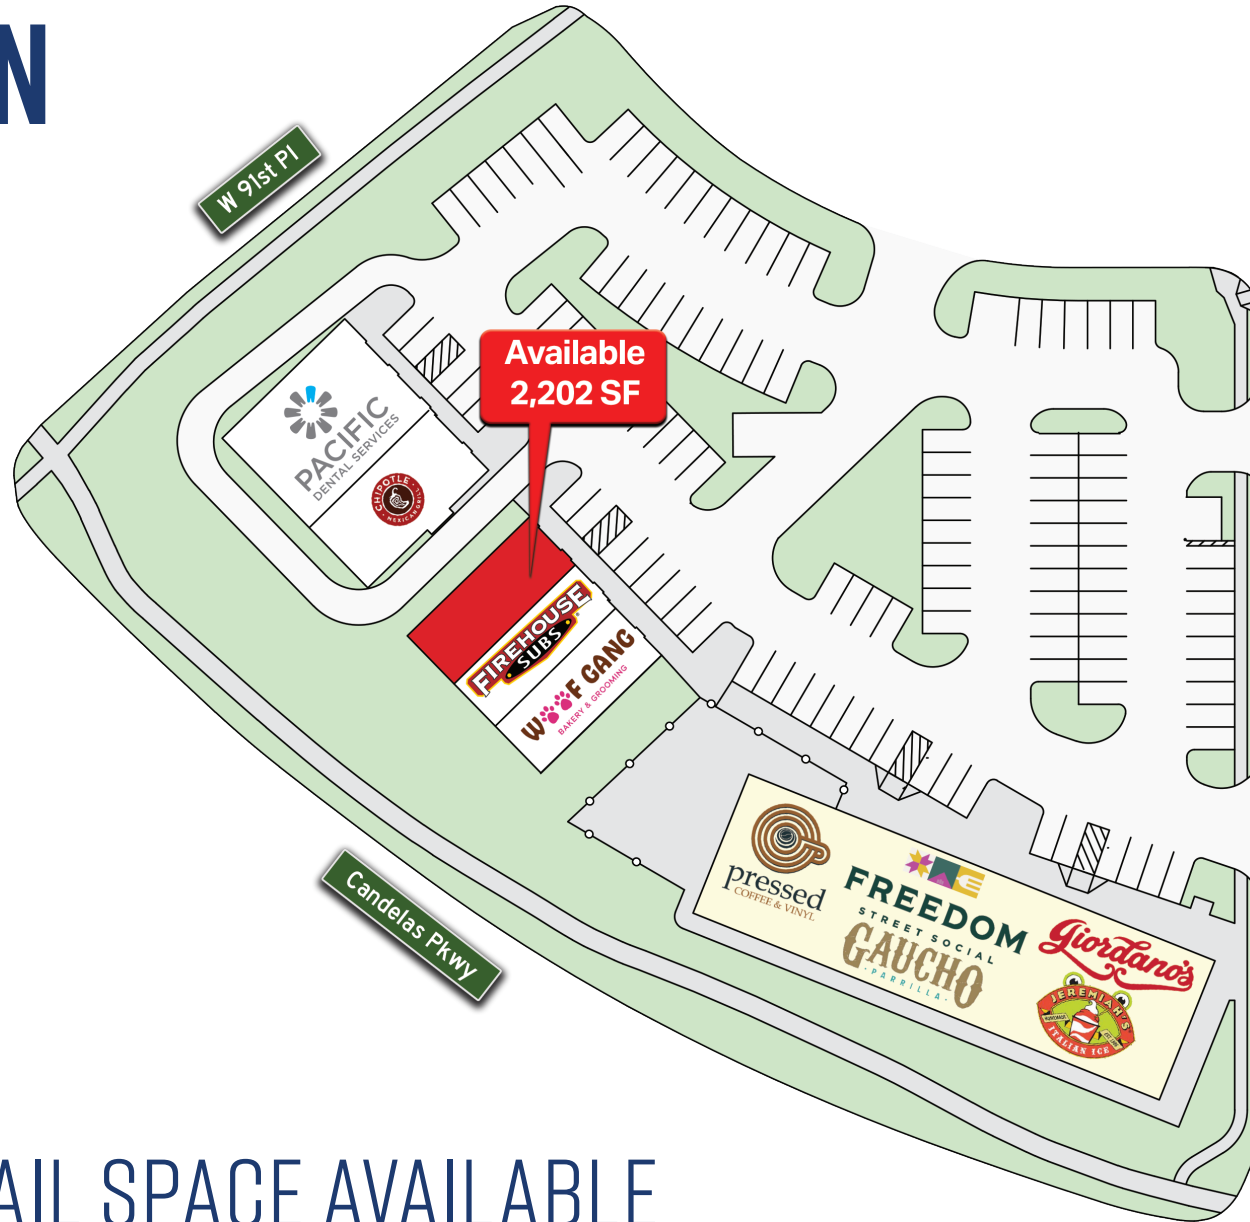 N
W 91st Pl
Available
2,202 SF
PACIFIC
DENTAL SERVICES
CHIPOTLE
MEXICAN GRILL
FIREHOUSE
SUBS
WOOF GANG
BAKERY & GROOMING
Candelas Pkwy
pressed
COFFEE & VINYL
FREEDOM
STREET SOCIAL
GAUCHO
PARRILLA
Giordano's
JEREMIAH'S
HOMEMADE
ITALIAN ICE
AIL SPACE AVAILABLE